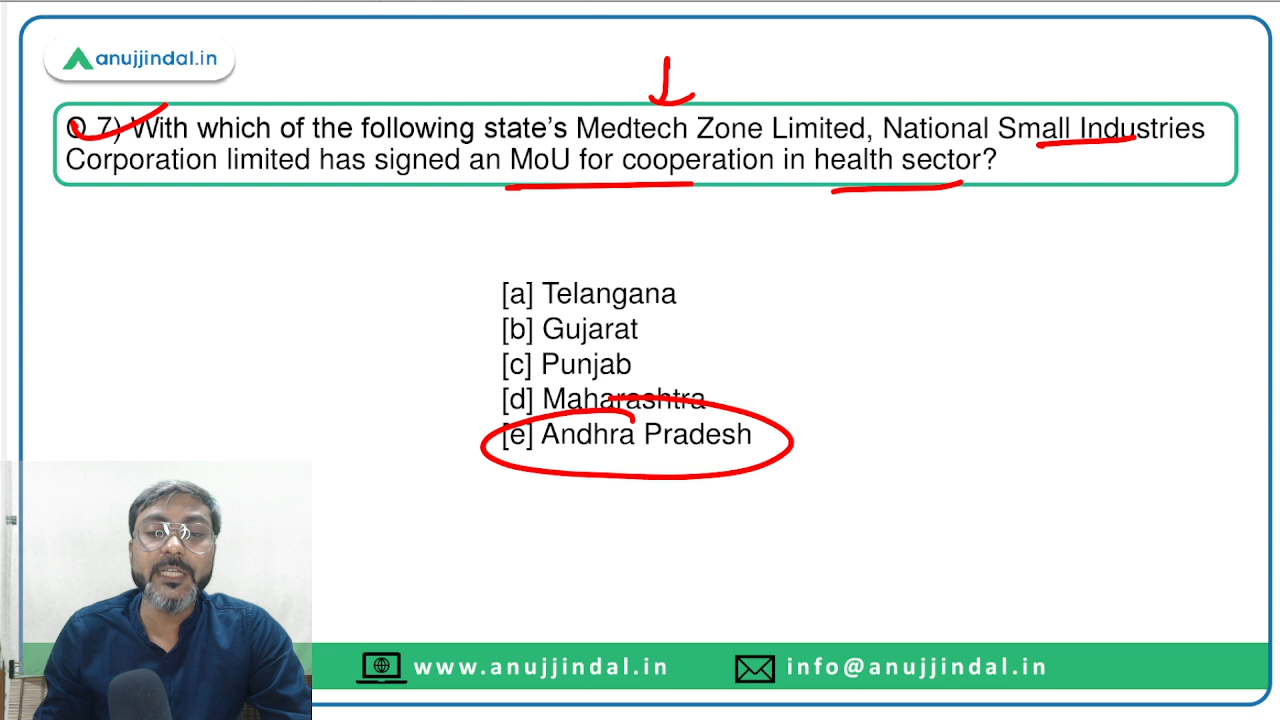 anujjindal.in
Q.7) With which of the following state’s Medtech Zone Limited, National Small Industries
Corporation limited has signed an MoU for cooperation in health sector?
[a] Telangana
[b] Gujarat
[c] Punjab
[d] Maharashtra
[e] Andhra Pradesh
www.anujjindal.in info@anujjindal.in